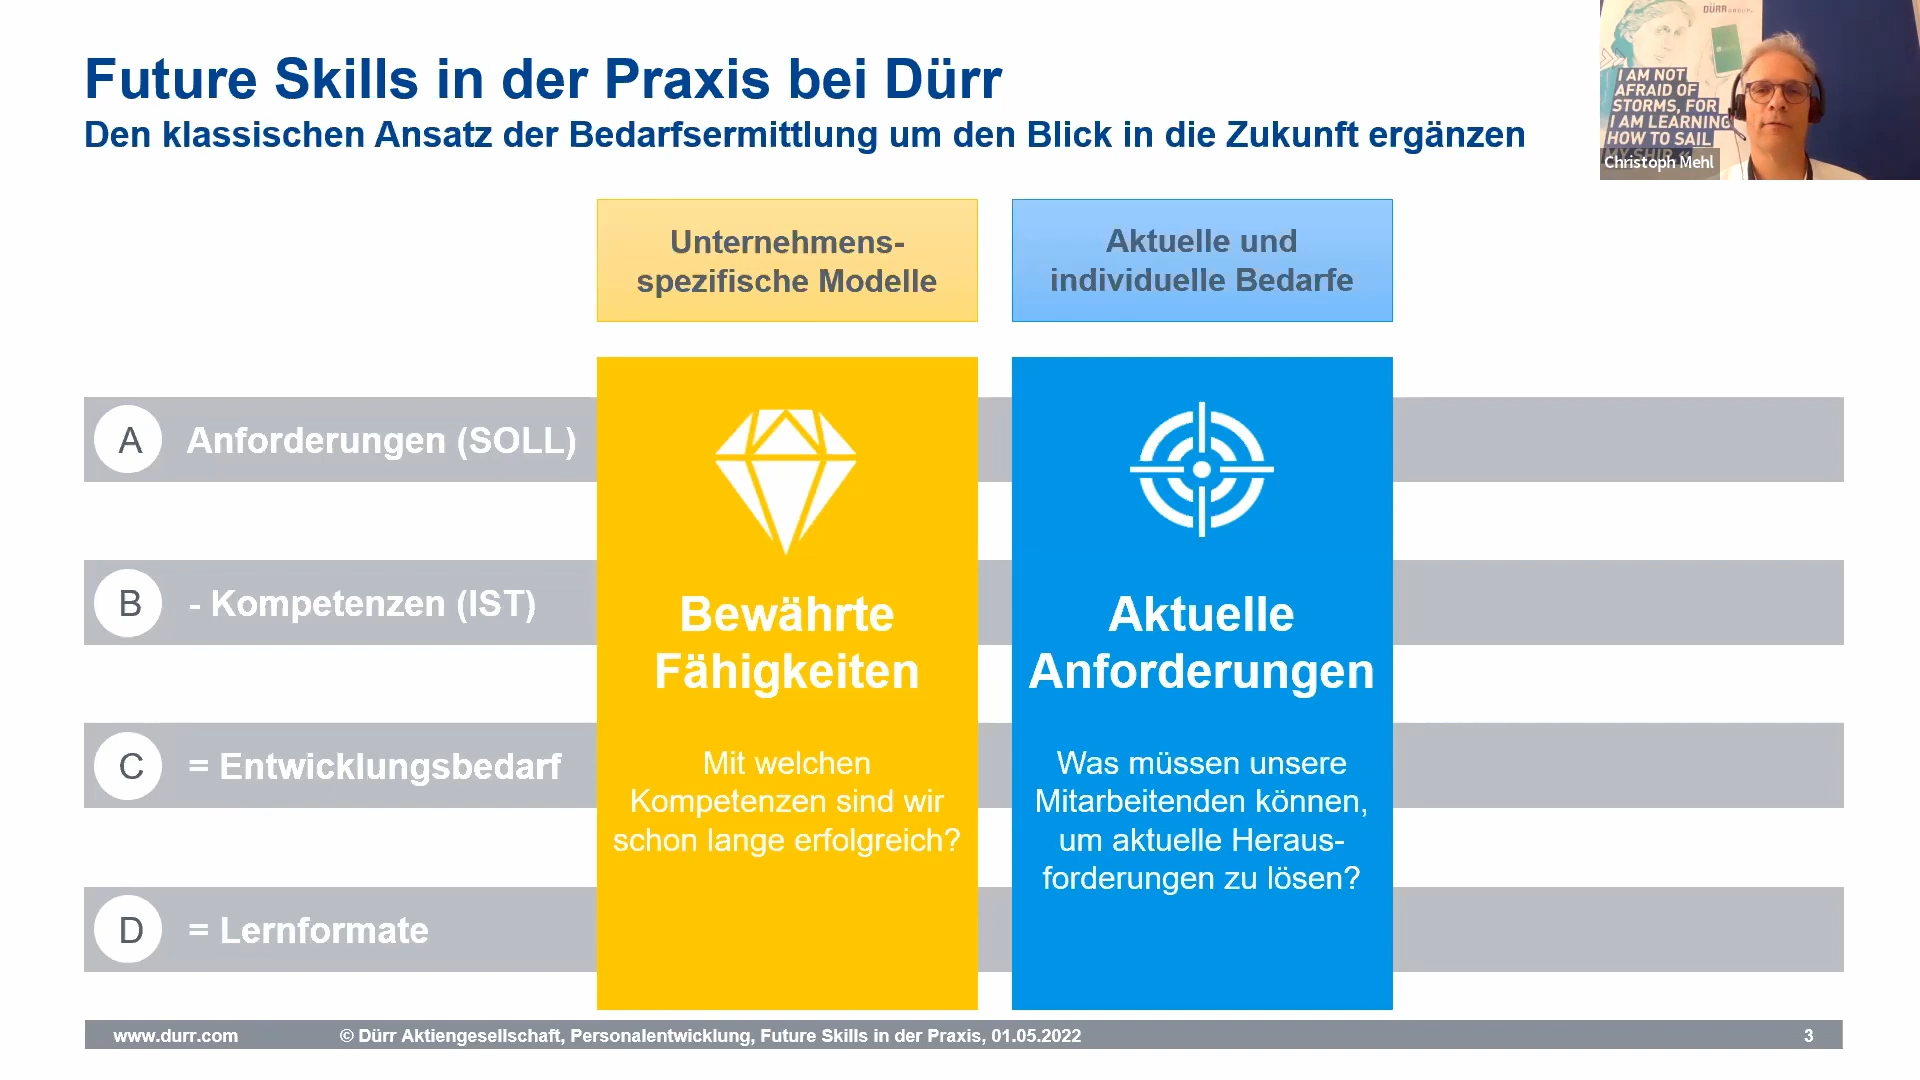 Future Skills in der Praxis bei Dürr
Den klassischen Ansatz der Bedarfsermittlung um den Blick in die Zukunft ergänzen
DÜRR GROUP.
I AM NOT
AFRAID OF
STORMS, FOR
I AM LEARNING
HOW TO SAIL
MY SHIP.
Christoph Mehl
Unternehmens-
spezifische Modelle
Aktuelle und
individuelle Bedarfe
A Anforderungen (SOLL)
B - Kompetenzen (IST)
C = Entwicklungsbedarf
D = Lernformate
Bewährte
Fähigkeiten
Mit welchen
Kompetenzen sind wir
schon lange erfolgreich?
Aktuelle
Anforderungen
Was müssen unsere
Mitarbeitenden können,
um aktuelle Heraus-
forderungen zu lösen?
www.durr.com © Dürr Aktiengesellschaft, Personalentwicklung, Future Skills in der Praxis, 01.05.2022 3